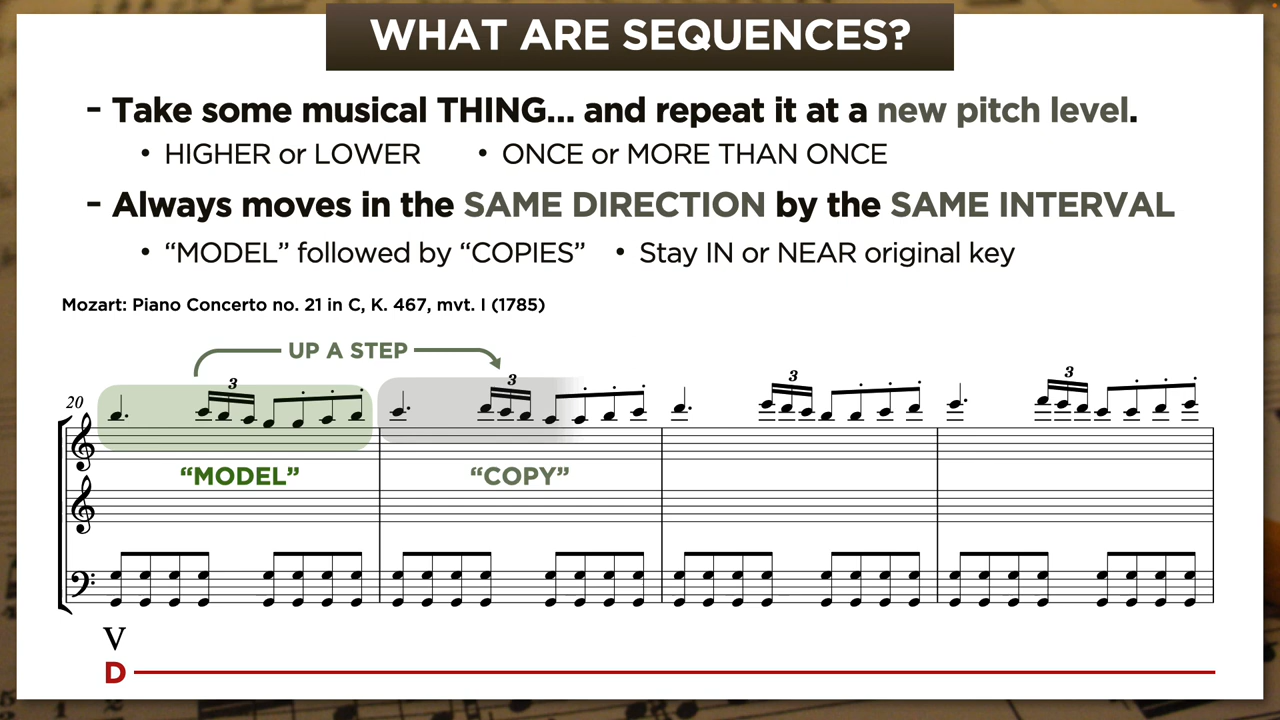 WHAT ARE SEQUENCES?
- Take some musical THING... and repeat it at a new pitch level.
• HIGHER or LOWER • ONCE or MORE THAN ONCE
- Always moves in the SAME DIRECTION by the SAME INTERVAL
• “MODEL” followed by “COPIES” • Stay IN or NEAR original key
Mozart: Piano Concerto no. 21 in C, K. 467, mvt. I (1785)
UP A STEP
3 3 3 3
20
“MODEL” “COPY”
V
D